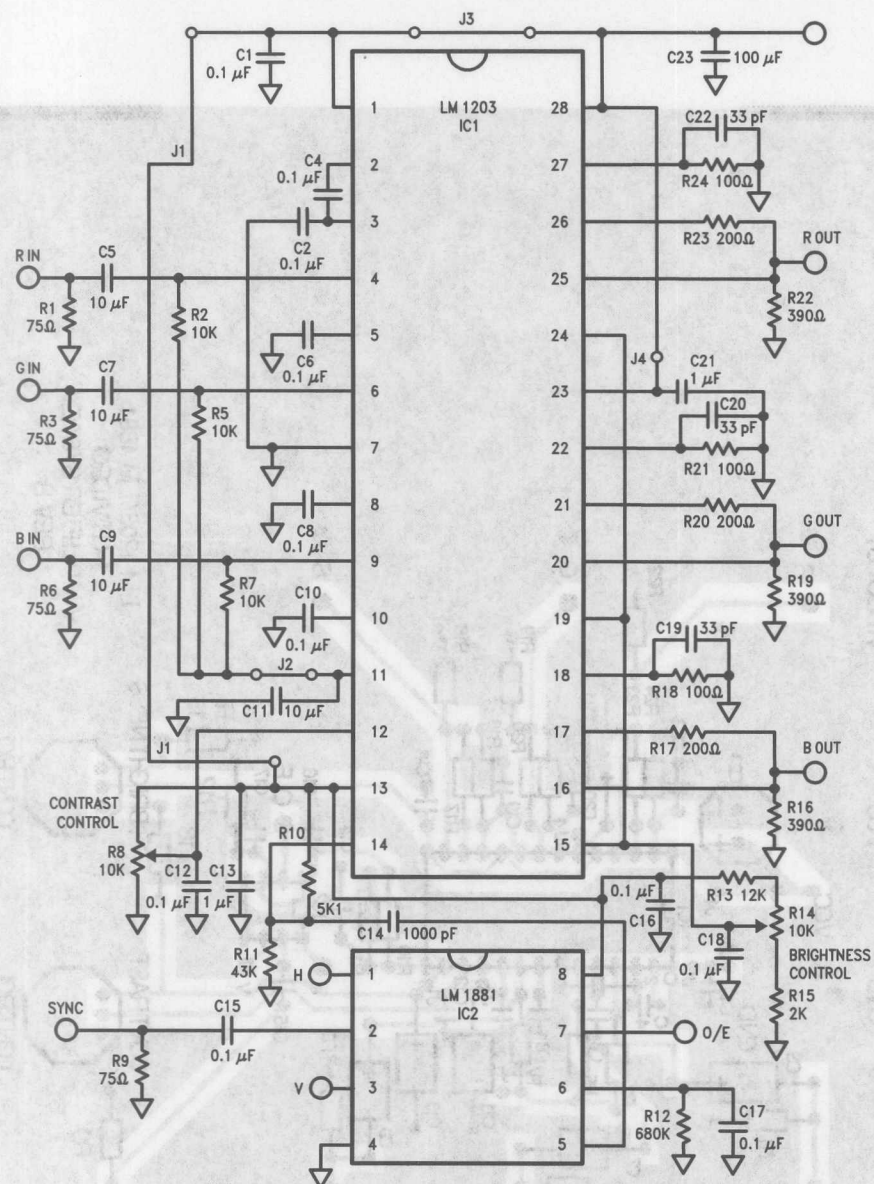 J3
C1
0.1 μF
C23
100 μF
LM 1203
IC1
1
28
J1
C4
0.1 μF
2
27
C22
33 pF
R24 100Ω
3
26
C2
0.1 μF
R23 200Ω
R IN
C5
10 μF
4
25
R OUT
R1
75Ω
R2
10K
R22
390Ω
5
24
C6
0.1 μF
J4
C21
1 μF
G IN
C7
10 μF
6
23
R3
75Ω
R5
10K
C20
33 pF
7
22
R21 100Ω
8
21
C8
0.1 μF
R20 200Ω
G OUT
B IN
C9
10 μF
9
20
R6
75Ω
R7
10K
R19
390Ω
C10
0.1 μF
10
19
C19
33 pF
J2
11
18
R18 100Ω
C11
10 μF
12
17
R17 200Ω
B OUT
J1
13
16
CONTRAST
CONTROL
R16
390Ω
R8
10K
R10
5K1
14
15
C12
0.1 μF
C13
1 μF
0.1 μF
C16
R13 12K
R14
10K
BRIGHTNESS
CONTROL
C18
0.1 μF
C14
1000 pF
R11
43K
H
1
8
LM 1881
IC2
R15
2K
SYNC
C15
0.1 μF
2
7
O/E
R9
75Ω
V
3
6
R12
680K
C17
0.1 μF
4
5